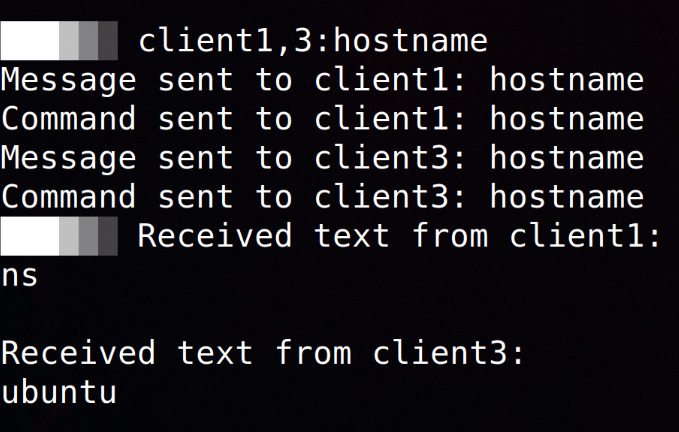 client1,3:hostname
Message sent to client1: hostname
Command sent to client1: hostname
Message sent to client3: hostname
Command sent to client3: hostname
Received text from client1:
ns
Received text from client3:
ubuntu